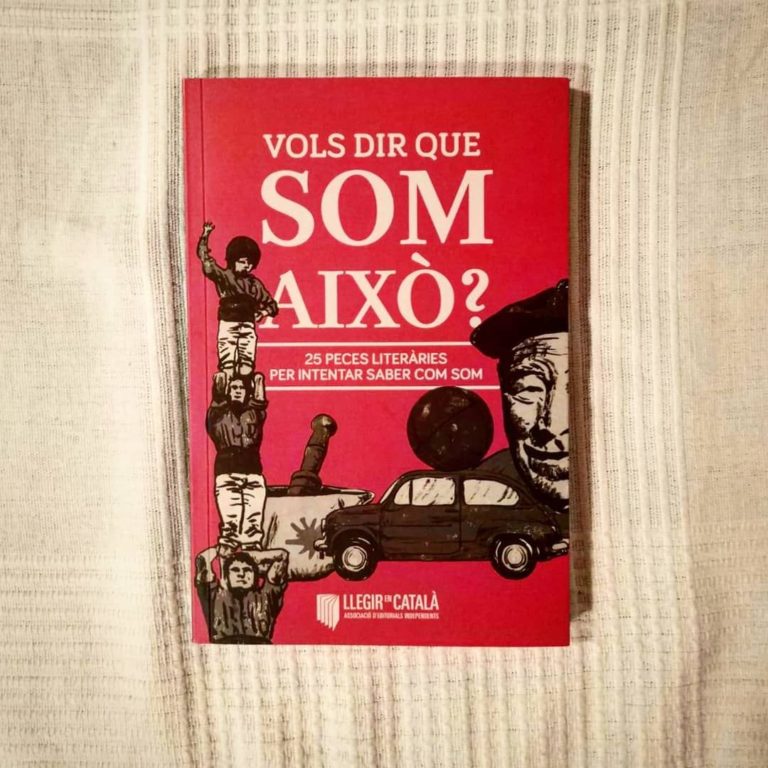 VOLS DIR QUE
SOM
AIXÒ?
25 PECES LITERÀRIES
PER INTENTAR SABER COM SOM
LLEGIR EN CATALÀ
ASSOCIACIÓ D'EDITORIALS INDEPENDENTS